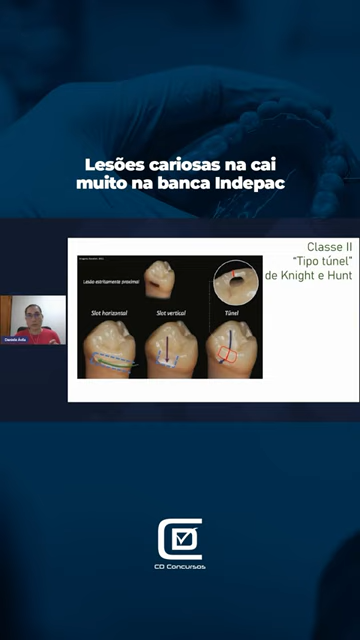 Lesões cariosas na cai
muito na banca Indepac
Classe II
“Tipo túnel”
de Knight e Hunt
Lesão estritamente proximal
Slot horizontal
Slot vertical
Túnel
CD Concursos